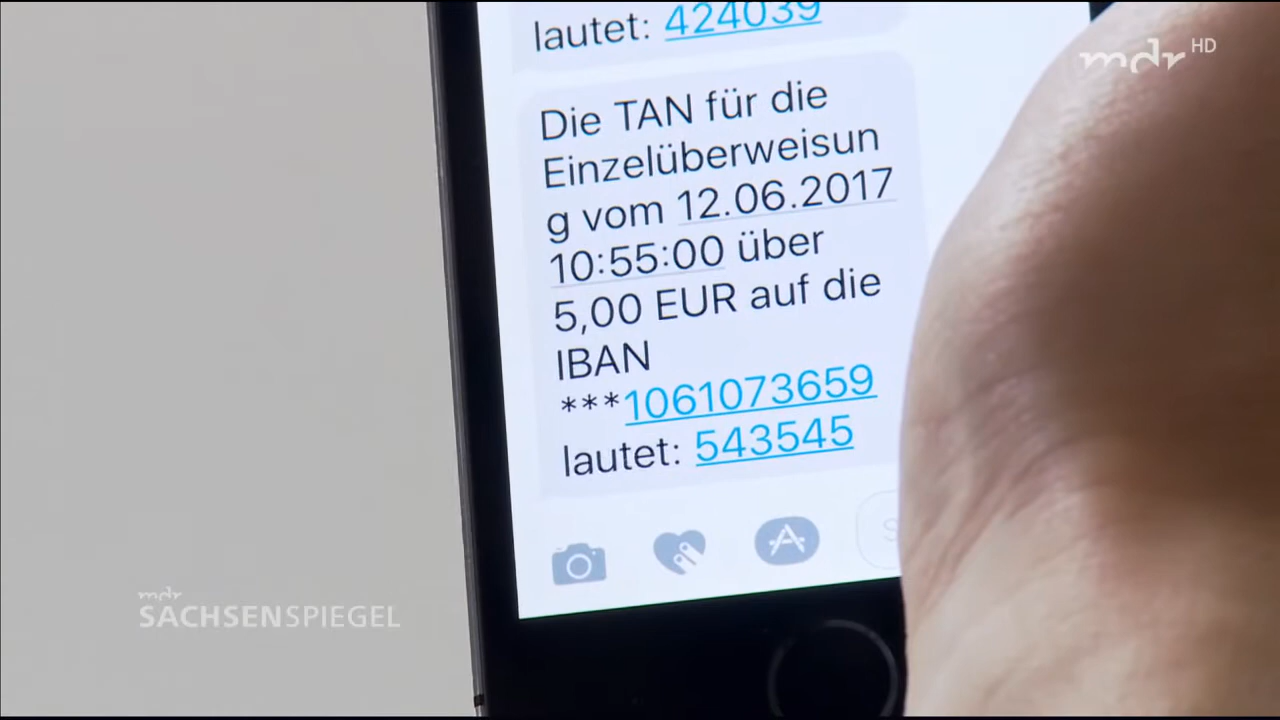 lautet: 424039
mdr HD
Die TAN für die
Einzelüberweisun
g vom 12.06.2017
10:55:00 über
5,00 EUR auf die
IBAN
***1061073659
lautet: 543545
S
mdr
SACHSENSPIEGEL